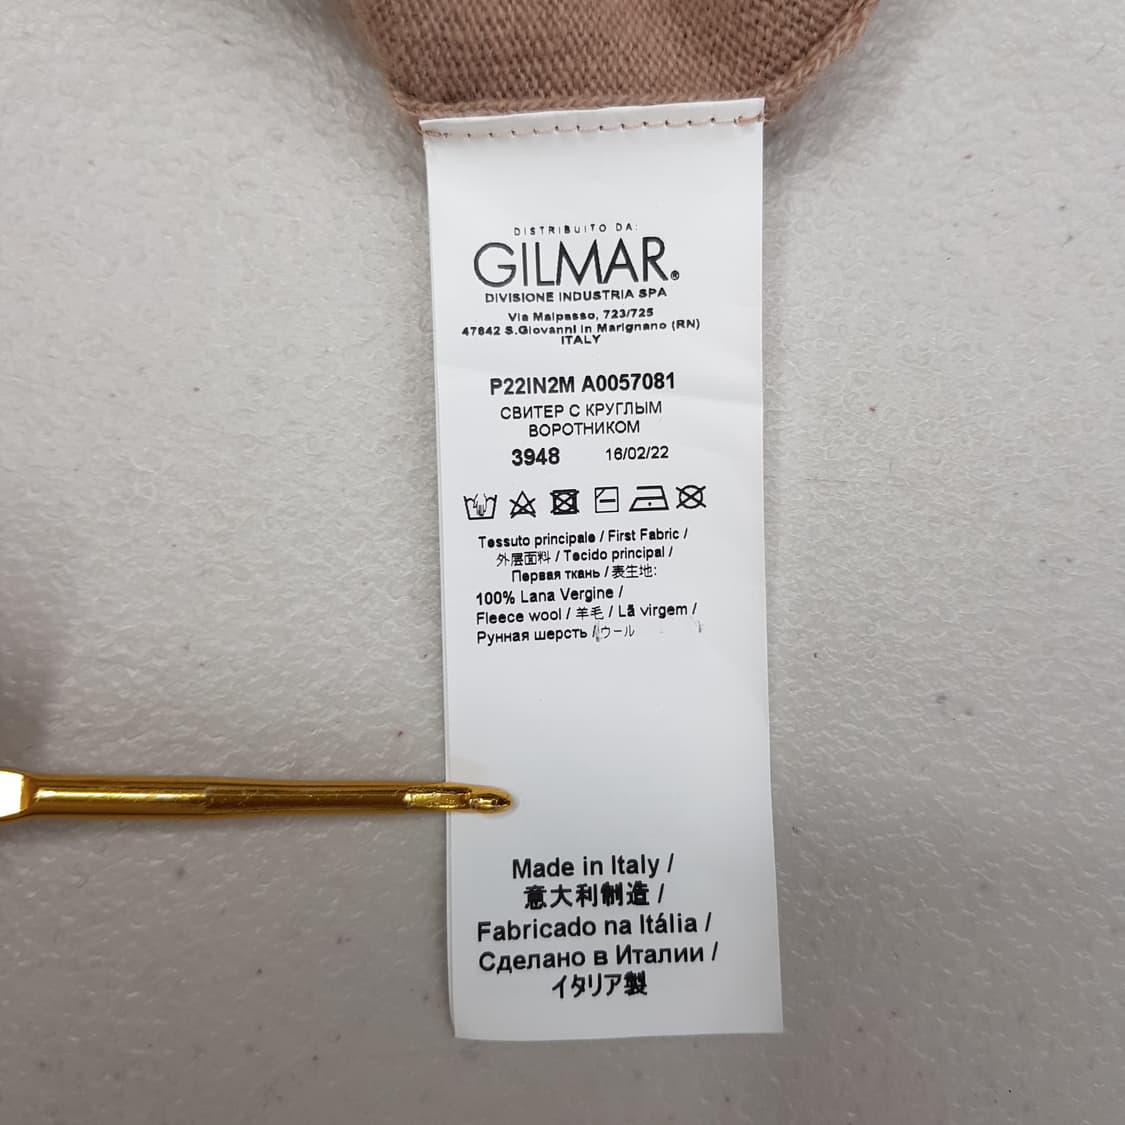 DISTRIBUITO DA:
GILMAR®
DIVISIONE INDUSTRIA SPA
Via Malpasso, 723/725
47842 S.Giovanni in Marignano (RN)
ITALY
P22IN2M A0057081
СВИТЕР С КРУГЛЫМ
ВОРОТНИКОМ
3948 16/02/22
Tessuto principale / First Fabric /
外层面料 / Tecido principal /
Первая ткань / 表生地:
100% Lana Vergine /
Fleece wool / 羊毛 / Lã virgem /
Рунная шерсть / ウール
Made in Italy /
意大利制造 /
Fabricado na Itália /
Сделано в Италии /
イタリア製